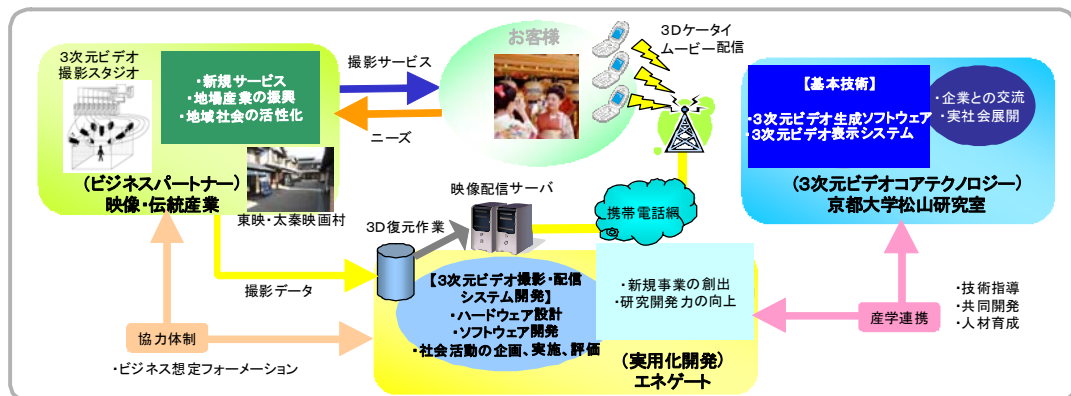 3次元ビデオ
撮影スタジオ
・新規サービス
・地場産業の振興
・地域社会の活性化
(ビジネスパートナー)
映像・伝統産業
東映・太秦映画村
撮影サービス
ニーズ
お客様
3Dケータイ
ムービー配信
【基本技術】
・3次元ビデオ生成ソフトウェア
・3次元ビデオ表示システム
・企業との交流
・実社会展開
(3次元ビデオコアテクノロジー)
京都大学松山研究室
映像配信サーバ
携帯電話網
3D復元作業
撮影データ
【3次元ビデオ撮影・配信
システム開発】
・ハードウェア設計
・ソフトウェア開発
・社会活動の企画、実施、評価
・新規事業の創出
・研究開発力の向上
(実用化開発)
エネゲート
協力体制
・ビジネス想定フォーメーション
産学連携
・技術指導
・共同開発
・人材育成